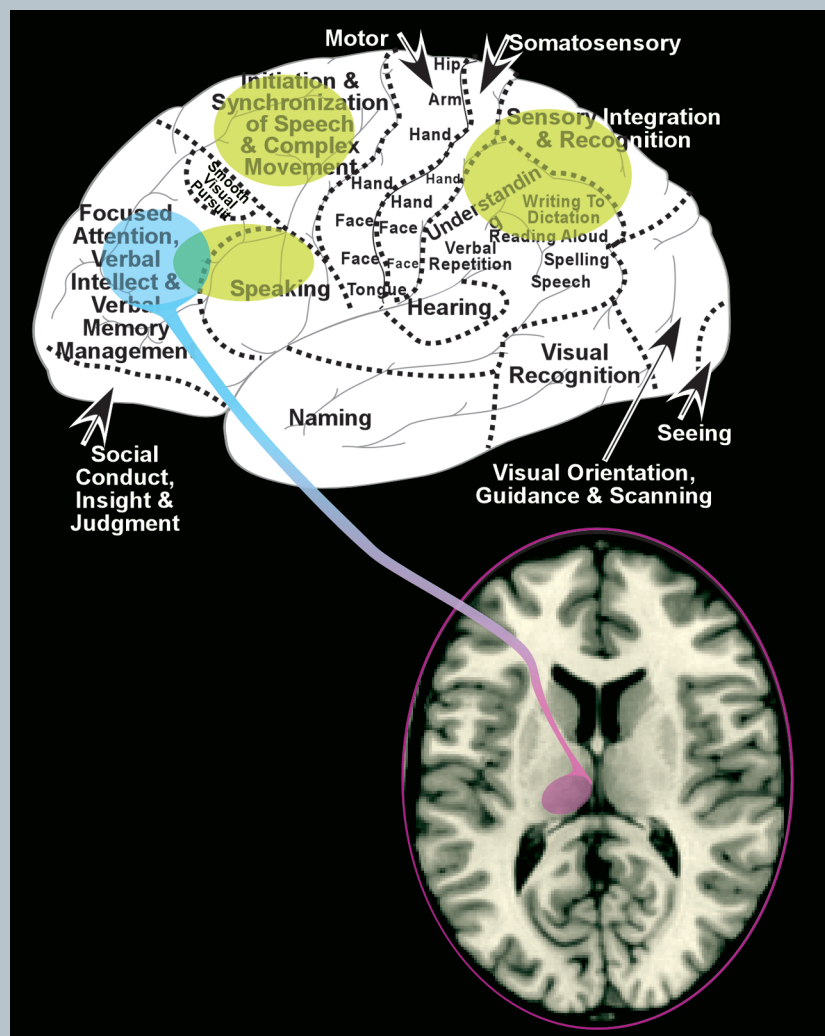 Motor
Somatosensory
Hip
Initiation &
Synchronization
of Speech
& Complex
Movement
Arm
Hand
Sensory Integration
& Recognition
Smooth
Visual
Pursuit
Hand
Hand
Hand
Understandin
g
Writing To
Dictation
Reading Aloud
Focused
Attention,
Verbal
Intellect &
Verbal
Memory
Management
Face
Face
Verbal
Repetition
Spelling
Face
Face
Speech
Speaking
Tongue
Hearing
Visual
Recognition
Naming
Seeing
Social
Conduct,
Insight &
Judgment
Visual Orientation,
Guidance & Scanning